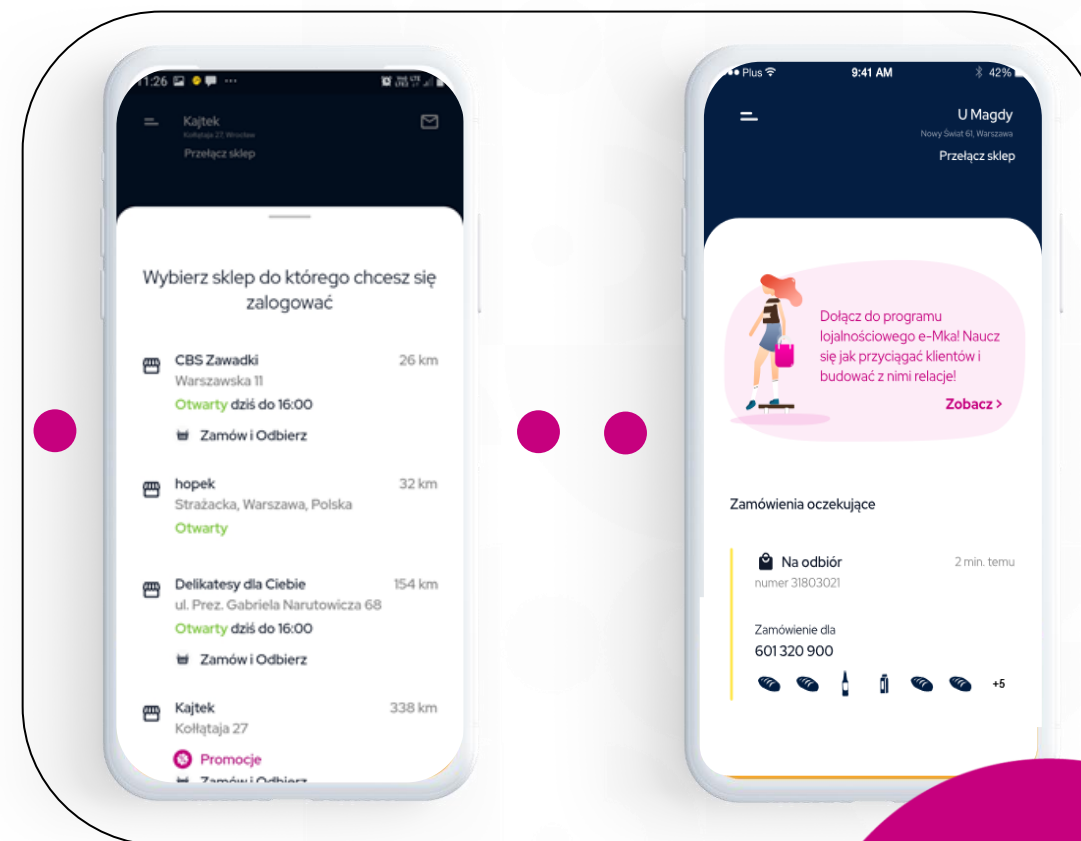 11:26
Kajtek
Kołłątaja 27, Wrocław
Przełącz sklep
Wybierz sklep do którego chcesz się
zalogować
CBS Zawadki 26 km
Warszawska 11
Otwarty dziś do 16:00
Zamów i Odbierz
hopek 32 km
Strażacka, Warszawa, Polska
Otwarty
Delikatesy dla Ciebie 154 km
ul. Prez. Gabriela Narutowicza 68
Otwarty dziś do 16:00
Zamów i Odbierz
Kajtek 338 km
Kołłątaja 27
Promocje
Zamów i Odbierz
Plus 9:41 AM 42%
U Magdy
Nowy Świat 61, Warszawa
Przełącz sklep
Dołącz do programu
lojalnościowego e-Mka! Naucz
się jak przyciągać klientów i
budować z nimi relacje!
Zobacz >
Zamówienia oczekujące
Na odbiór 2 min. temu
numer 31803021
Zamówienie dla
601 320 900
+5